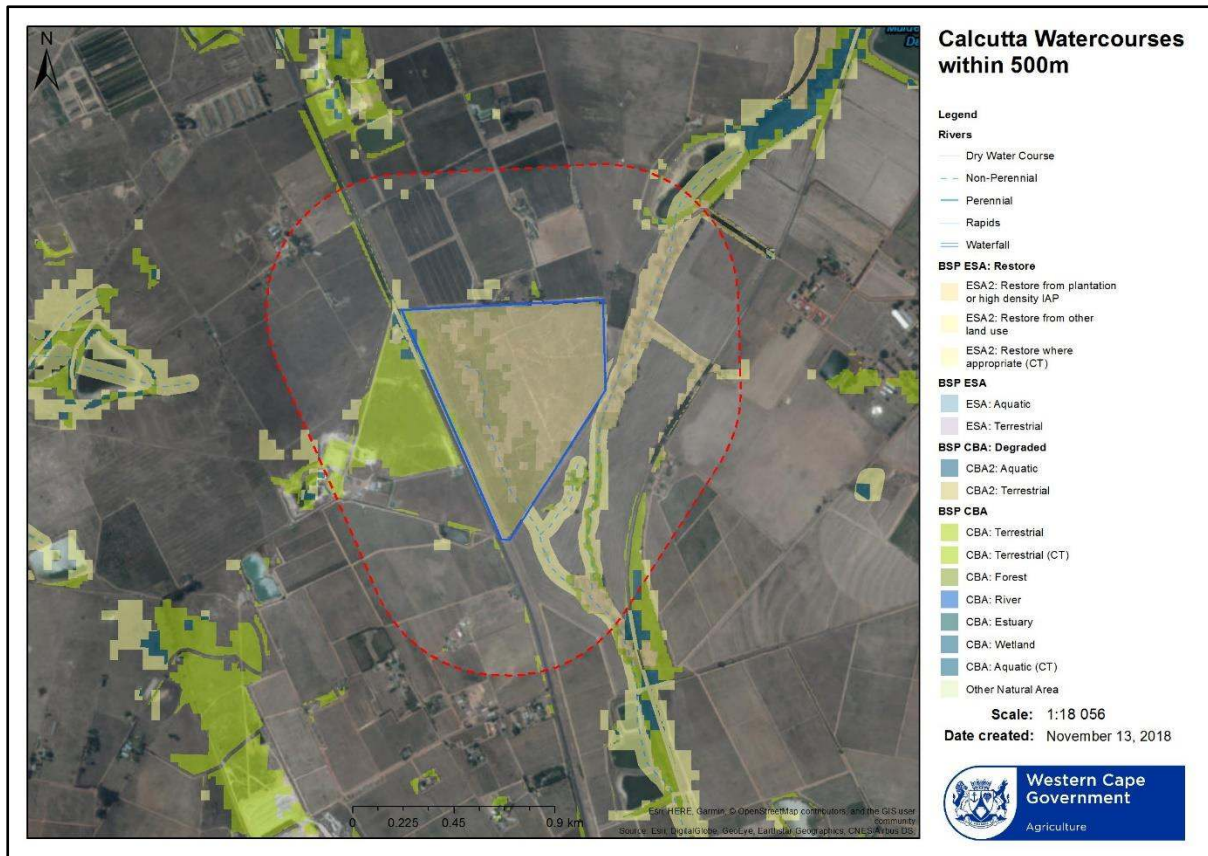 N
Calcutta Watercourses
within 500m
Legend
Rivers
Dry Water Course
Non-Perennial
Perennial
Rapids
Waterfall
BSP ESA: Restore
ESA2: Restore from plantation
or high density IAP
ESA2: Restore from other
land use
ESA2: Restore where
appropriate (CT)
BSP ESA
ESA: Aquatic
ESA: Terrestrial
BSP CBA: Degraded
CBA2: Aquatic
CBA2: Terrestrial
BSP CBA
CBA: Terrestrial
CBA: Terrestrial (CT)
CBA: Forest
CBA: River
CBA: Estuary
CBA: Wetland
CBA: Aquatic (CT)
Other Natural Area
Scale: 1:18 056
Date created: November 13, 2018
Western Cape
Government
Agriculture
0 0.225 0.45 0.9 km
Esri, HERE, Garmin, © OpenStreetMap contributors, and the GIS user
community
Source: Esri, DigitalGlobe, GeoEye, Earthstar Geographics, CNES/Airbus DS,